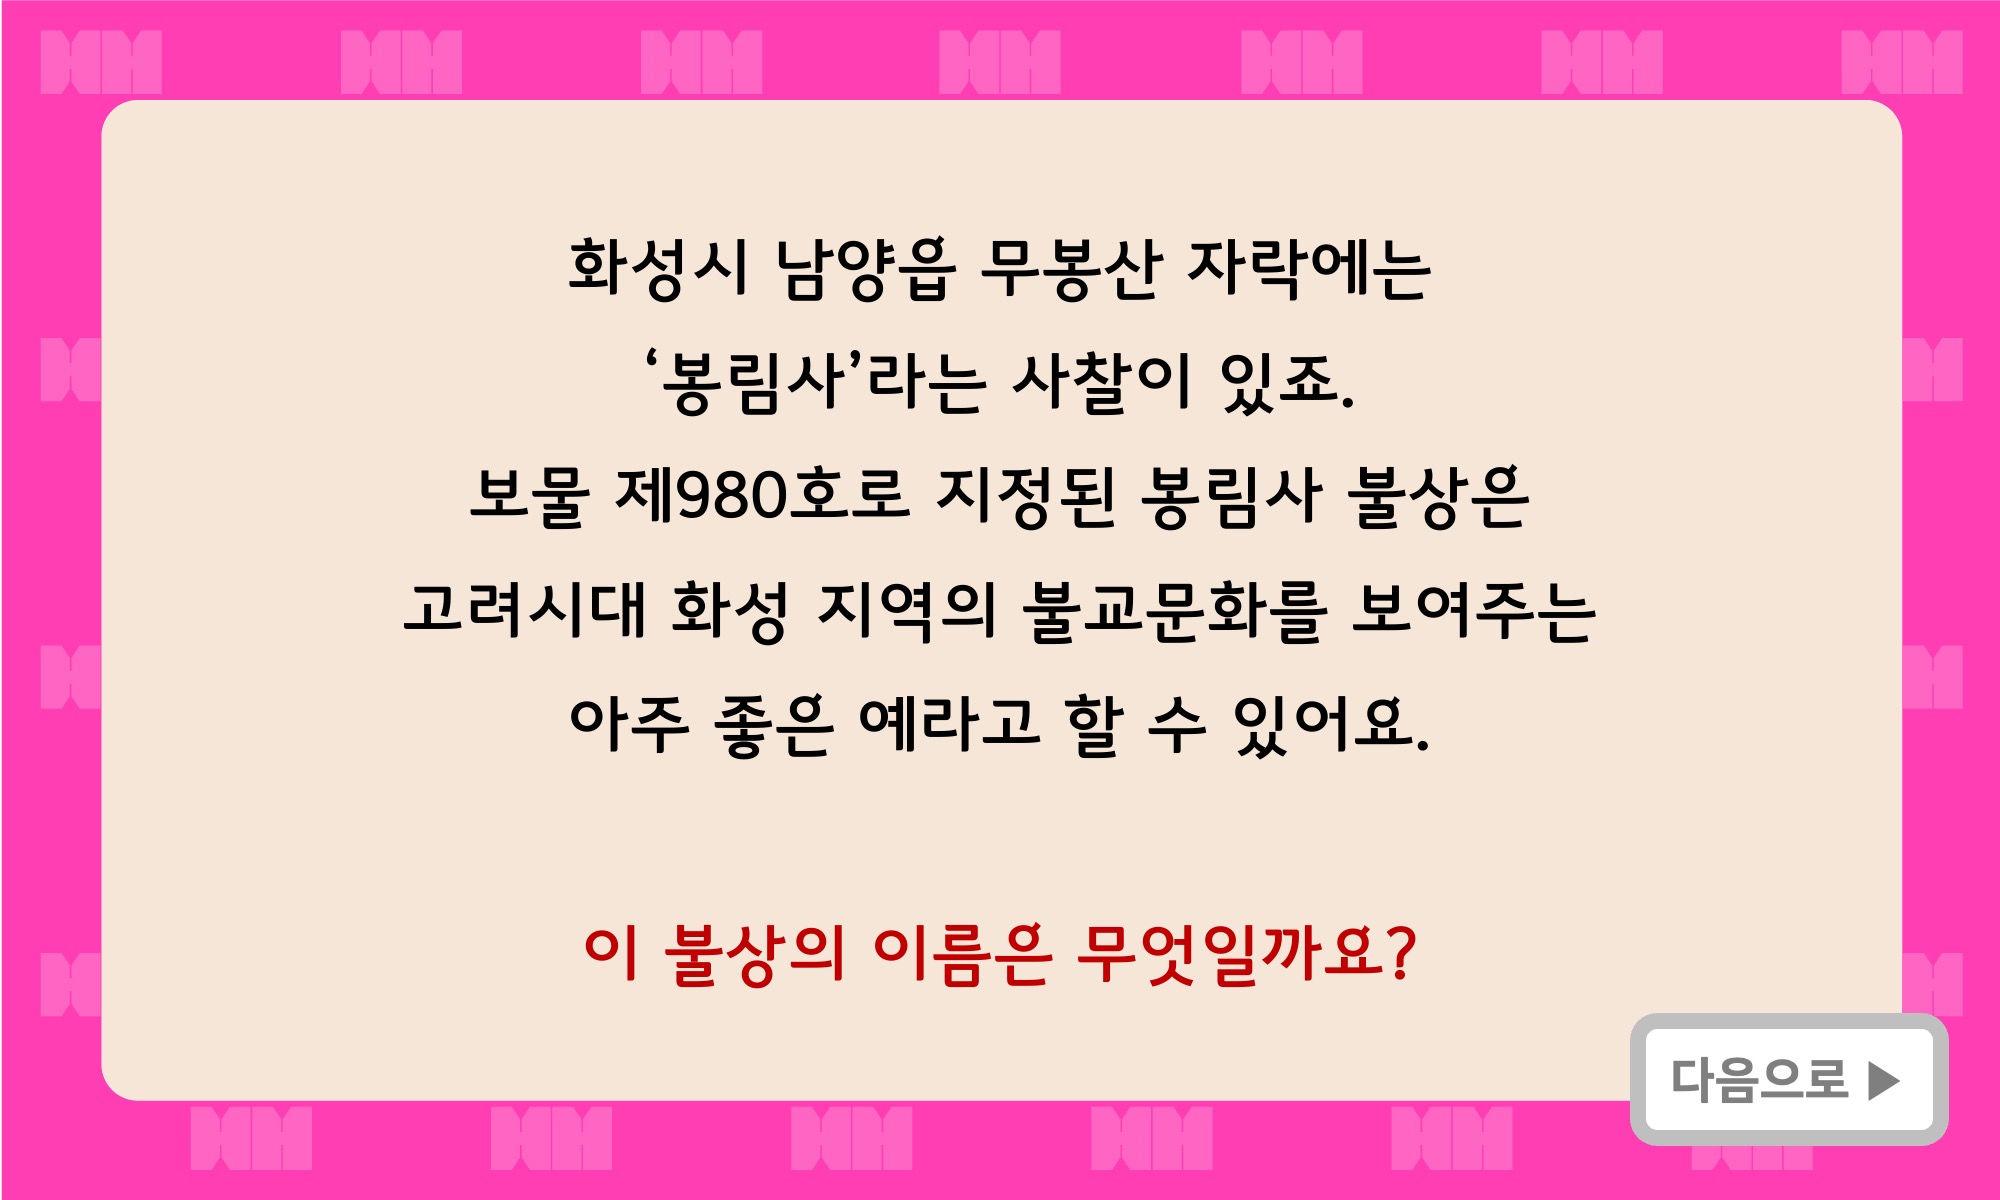 화성시 남양읍 무봉산 자락에는
‘봉림사’라는 사찰이 있죠.
보물 제980호로 지정된 봉림사 불상은
고려시대 화성 지역의 불교문화를 보여주는
아주 좋은 예라고 할 수 있어요.
이 불상의 이름은 무엇일까요?
다음으로 ▶